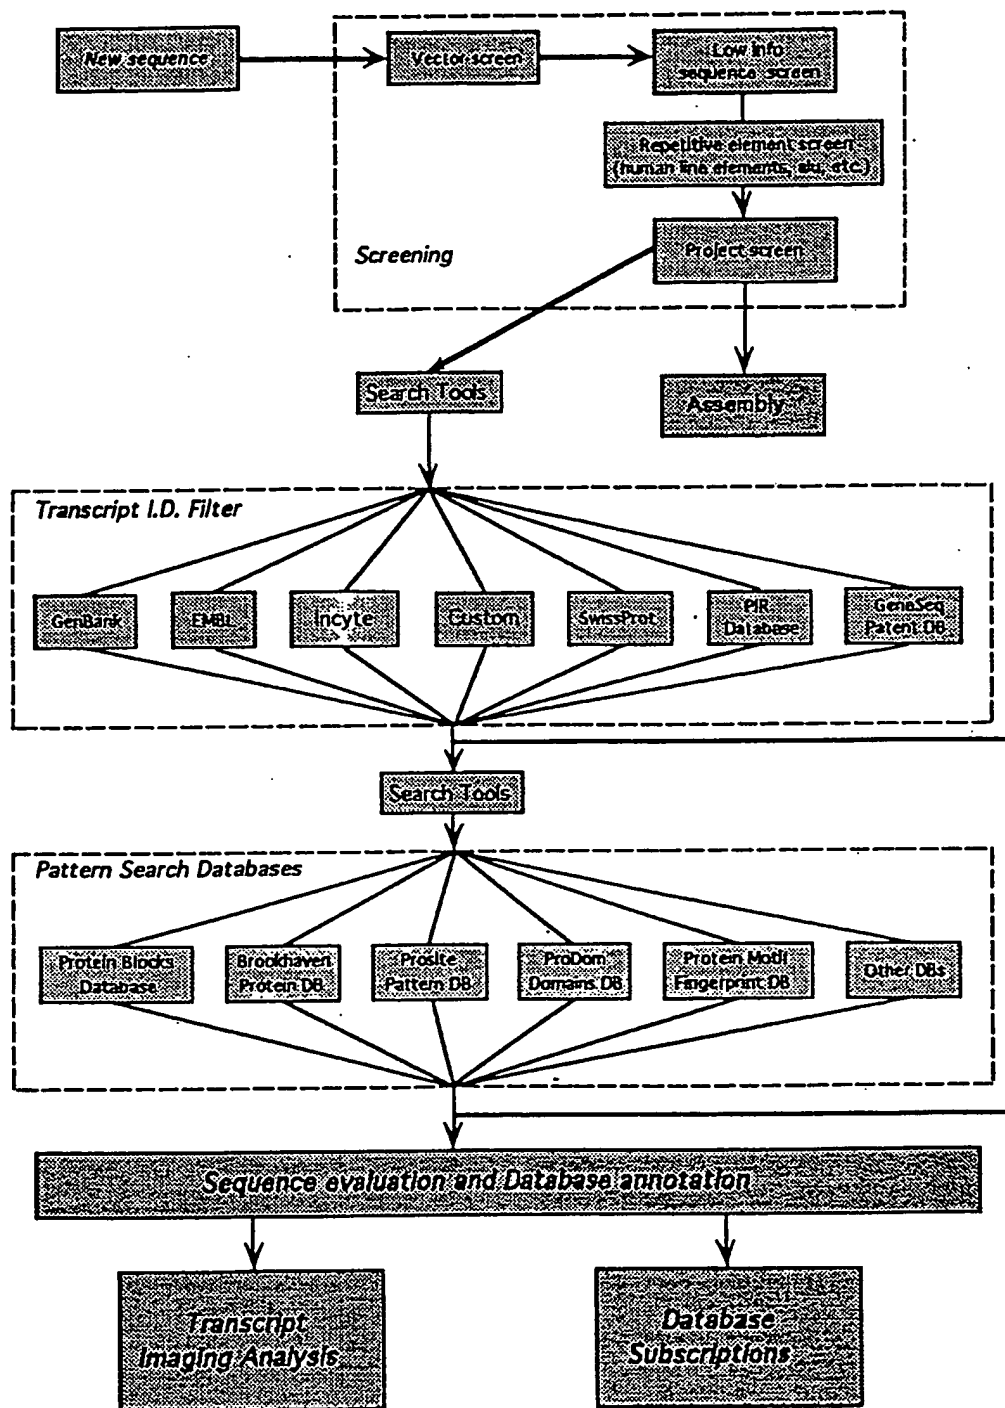 New sequence
Vector screen
Low info
sequence screen
Repetitive element screen
(human line elements, alu, etc.)
Screening
Project screen
Search Tools
Assembly
Transcript I.D. Filter
GenBank
EMBL
Incyte
Custom
SwissProt
PIR
Database
GeneSeq
Patent DB
Search Tools
Pattern Search Databases
Protein Blocks
Database
Brookhaven
Protein DB
Prosite
Pattern DB
ProDom
Domains DB
Protein Motif
Fingerprint DB
Other DBs
Sequence evaluation and Database annotation
Transcript
Imaging Analysis
Database
Subscriptions